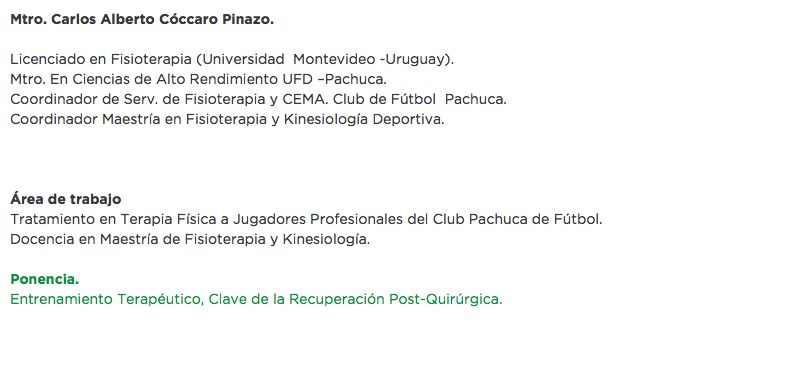 Mtro. Carlos Alberto Cóccaro Pinazo.
Licenciado en Fisioterapia (Universidad  Montevideo -Uruguay).
Mtro. En Ciencias de Alto Rendimiento UFD –Pachuca.
Coordinador de Serv. de Fisioterapia y CEMA. Club de Fútbol  Pachuca.
Coordinador Maestría en Fisioterapia y Kinesiología Deportiva.
Área de trabajo
Tratamiento en Terapia Física a Jugadores Profesionales del Club Pachuca de Fútbol.
Docencia en Maestría de Fisioterapia y Kinesiología.
Ponencia.
Entrenamiento Terapéutico, Clave de la Recuperación Post-Quirúrgica.